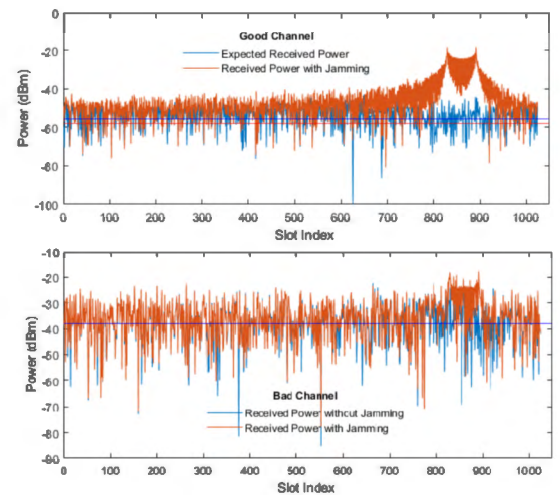 0
Good Channel
Expected Received Power
Received Power with Jamming
-20
-40
-60
-80
-100
Power (dBm)
0 100 200 300 400 500 600 700 800 900 1000
Slot Index
-10
-20
-30
-40
-50
-60
-70
-80
-90
Power (dBm)
Bad Channel
Received Power without Jamming
Received Power with Jamming
0 100 200 300 400 500 600 700 800 900 1000
Slot Index